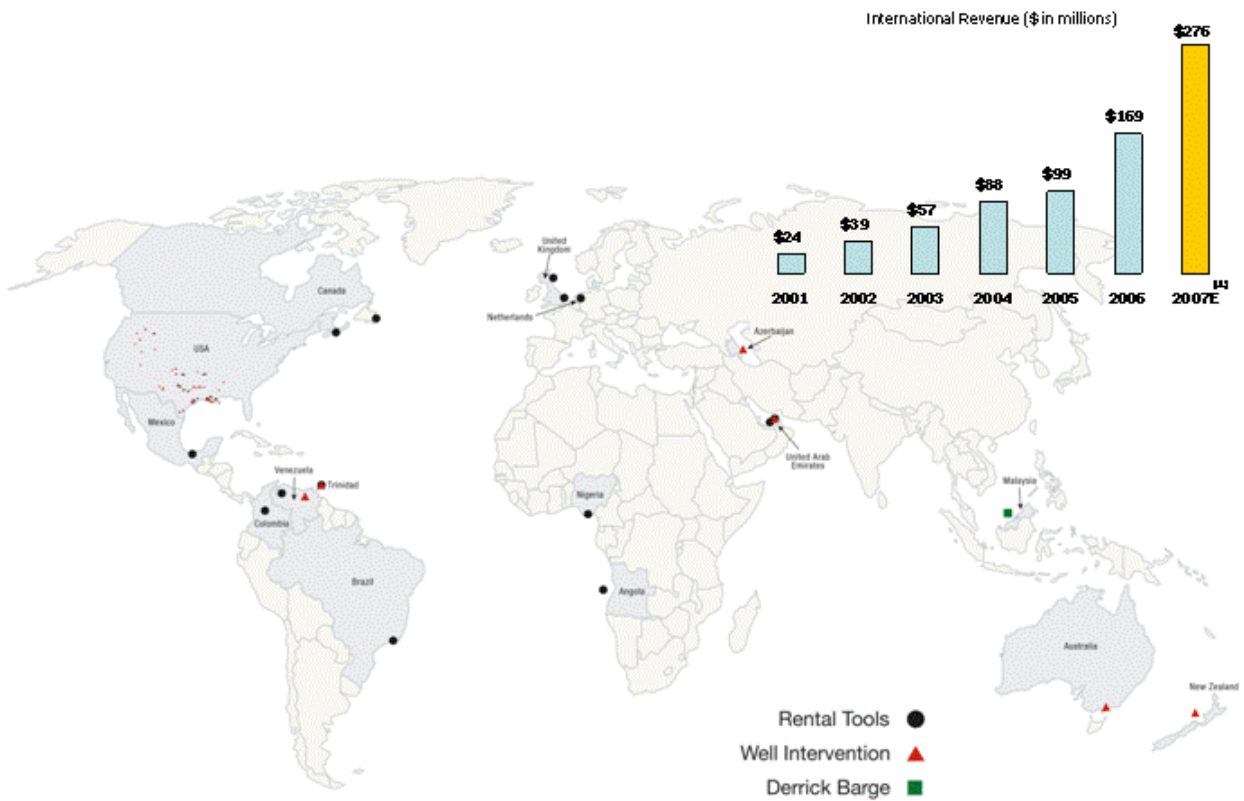 International Revenue ($ in millions)
$276
$169
$99
$88
$57
$39
$24
2001 2002 2003 2004 2005 2006 2007E
United
Kingdom
Netherlands
Canada
USA
Mexico
Azerbaijan
United Arab
Emirates
Venezuela
Trinidad
Colombia
Nigeria
Malaysia
Brazil
Angola
Australia
New Zealand
Rental Tools
Well Intervention
Derrick Barge